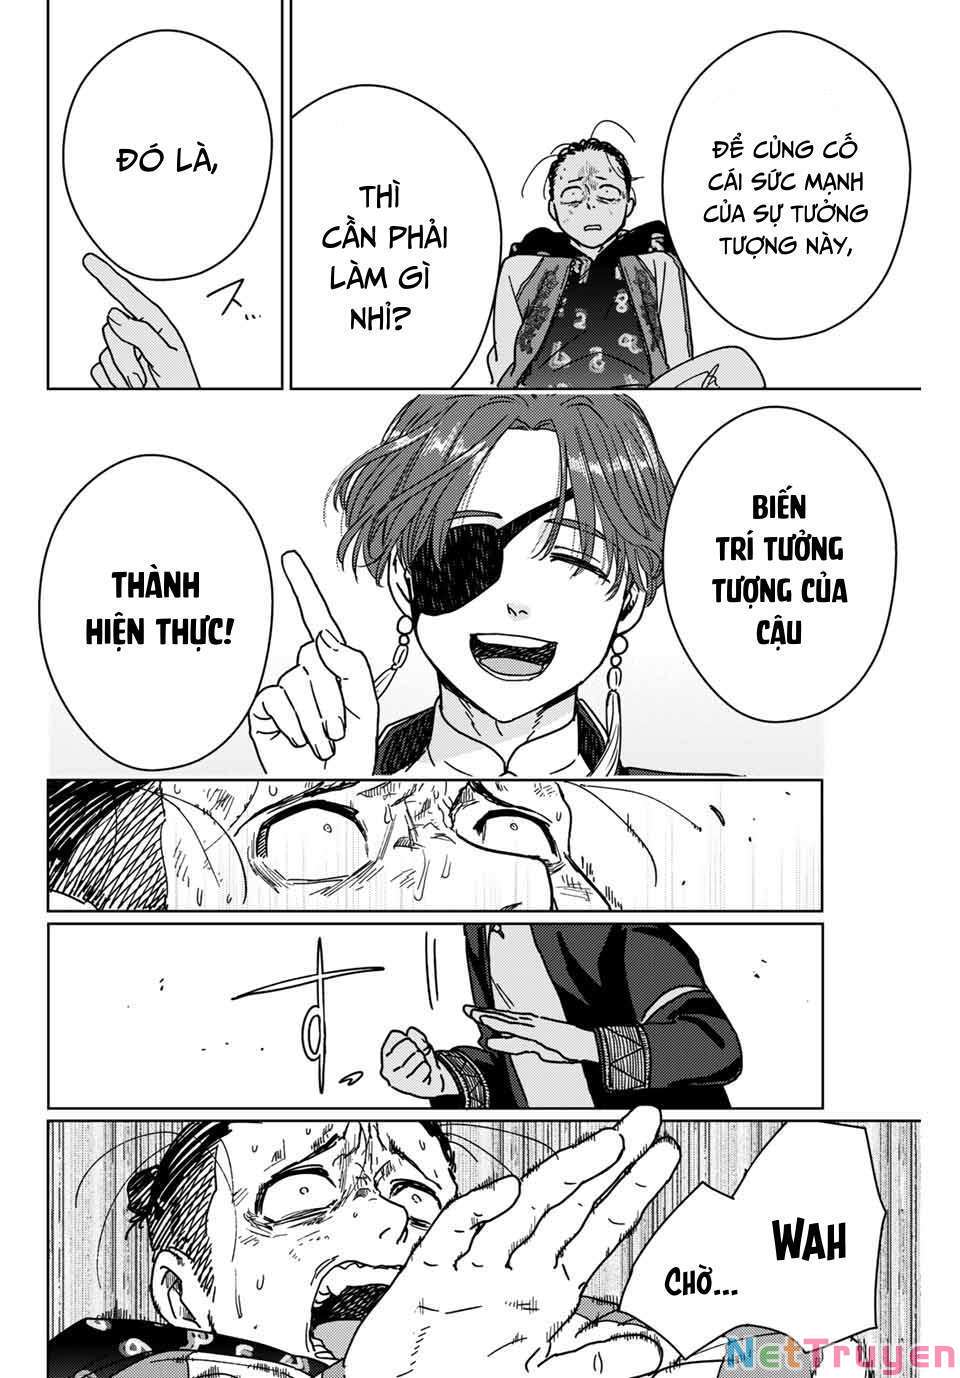 ĐỂ CỦNG CỐ
CÁI SỨC MẠNH
CỦA SỰ TƯỞNG
TƯỢNG NÀY,
THÌ
CẦN PHẢI
LÀM GÌ
NHỈ?
ĐÓ LÀ,
ス..
BIẾN
TRÍ TƯỞNG
TƯỢNG CỦA
CẬU
THÀNH
HIỆN THỰC!
WAH
CHỜ...
NetTruyen